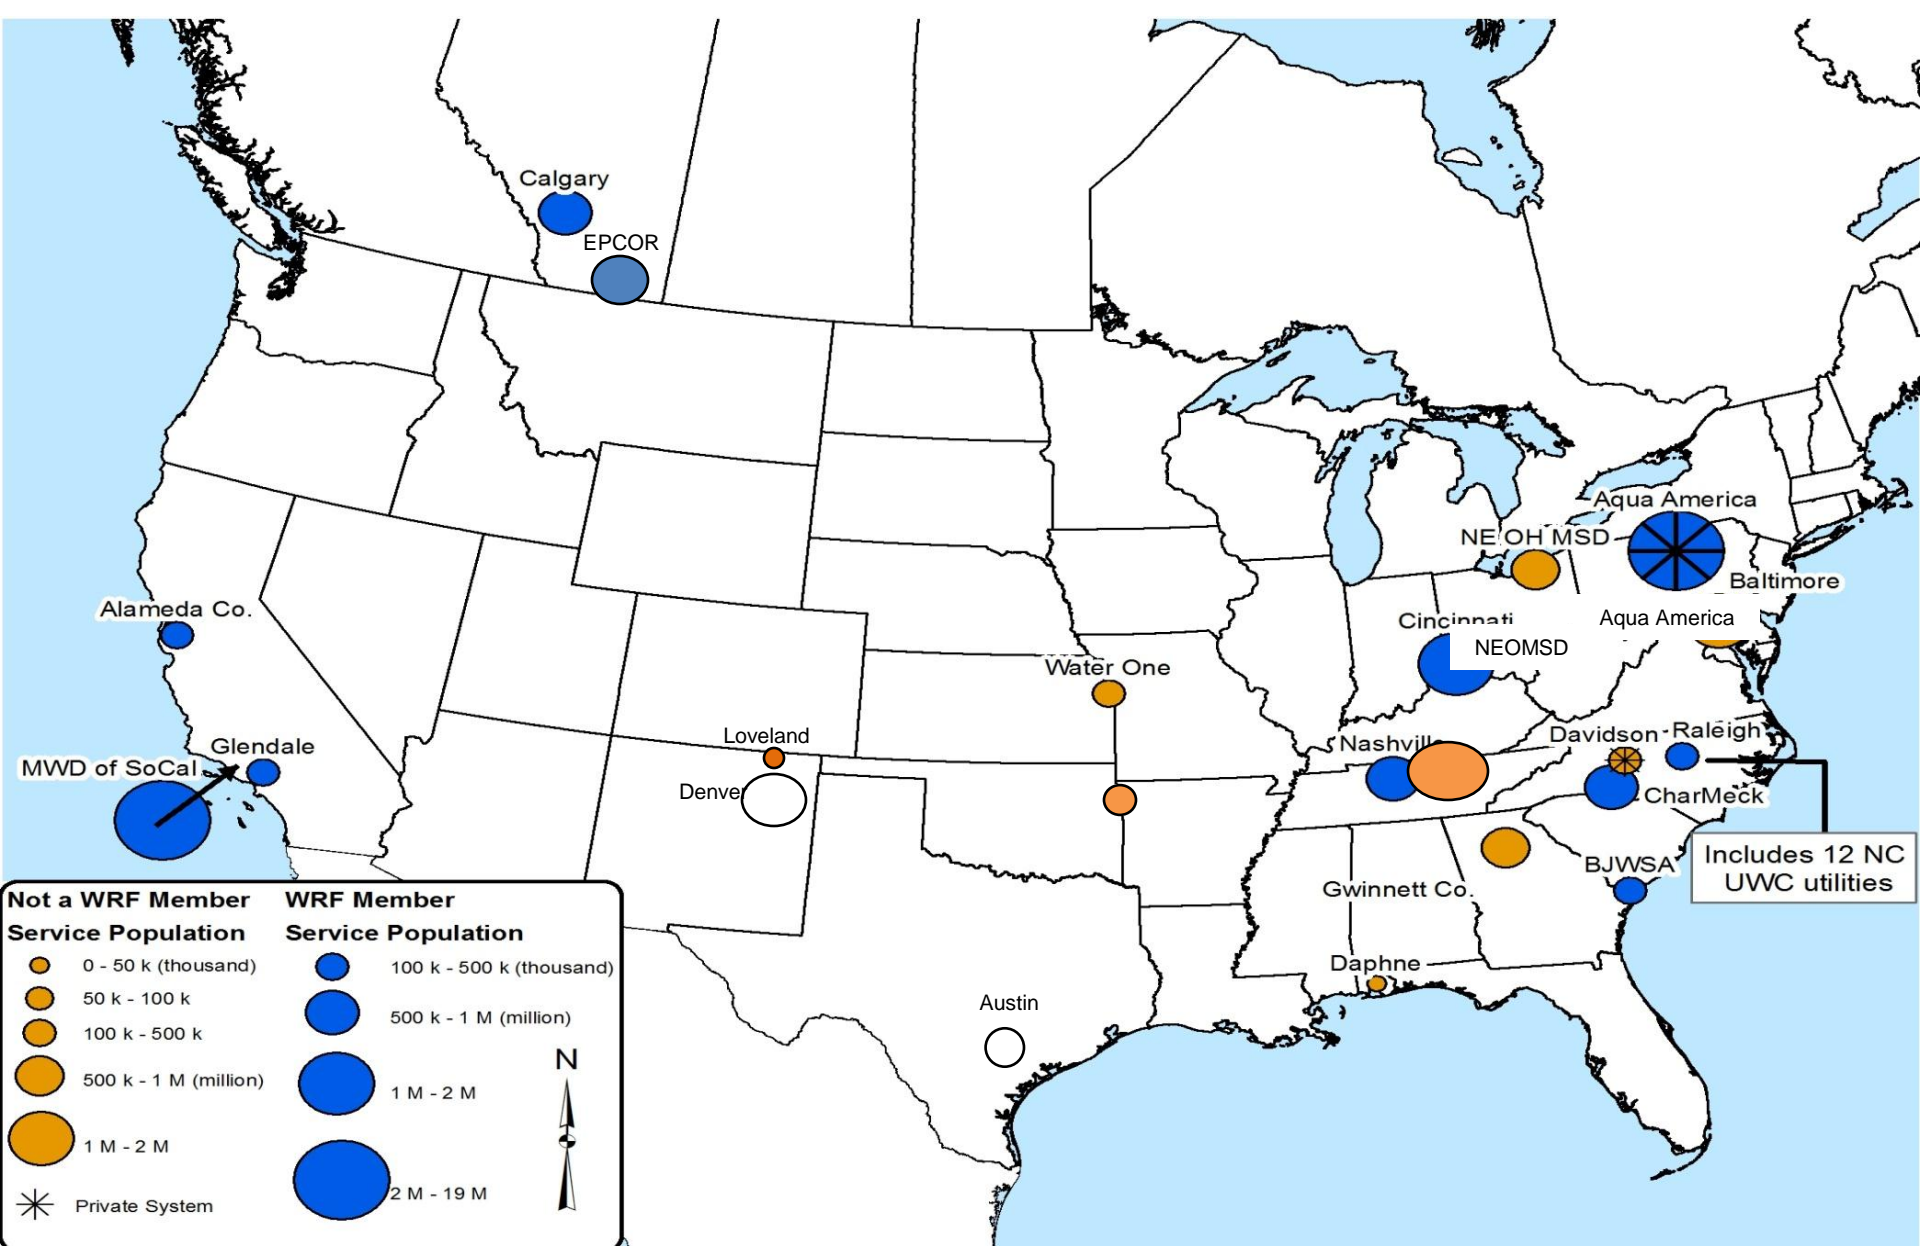 Calgary
EPCOR
Aqua America
NE OH MSD
Baltimore
Alameda Co.
Aqua America
Cincinnati
NEOMSD
Water One
Loveland
Davidson
Raleigh
Glendale
Nashvill
MWD of SoCal
Denver
CharMeck
Includes 12 NC
UWC utilities
BJWSA
Gwinnett Co.
Daphne
Austin
Not a WRF Member
Service Population
0 - 50 k (thousand)
50 k - 100 k
100 k - 500 k
500 k - 1 M (million)
1 M - 2 M
Private System
WRF Member
Service Population
100 k - 500 k (thousand)
500 k - 1 M (million)
1 M - 2 M
2 M - 19 M
N